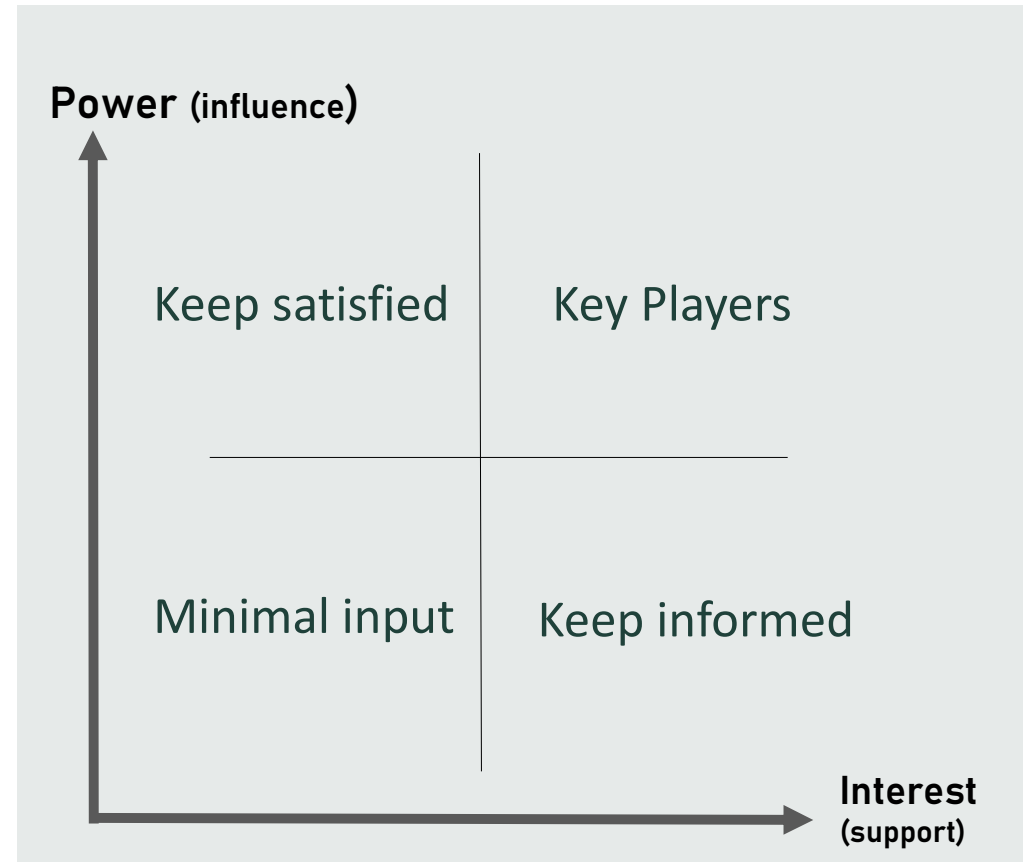 Power (influence)
Keep satisfied
Key Players
Minimal input
Keep informed
Interest
(support)